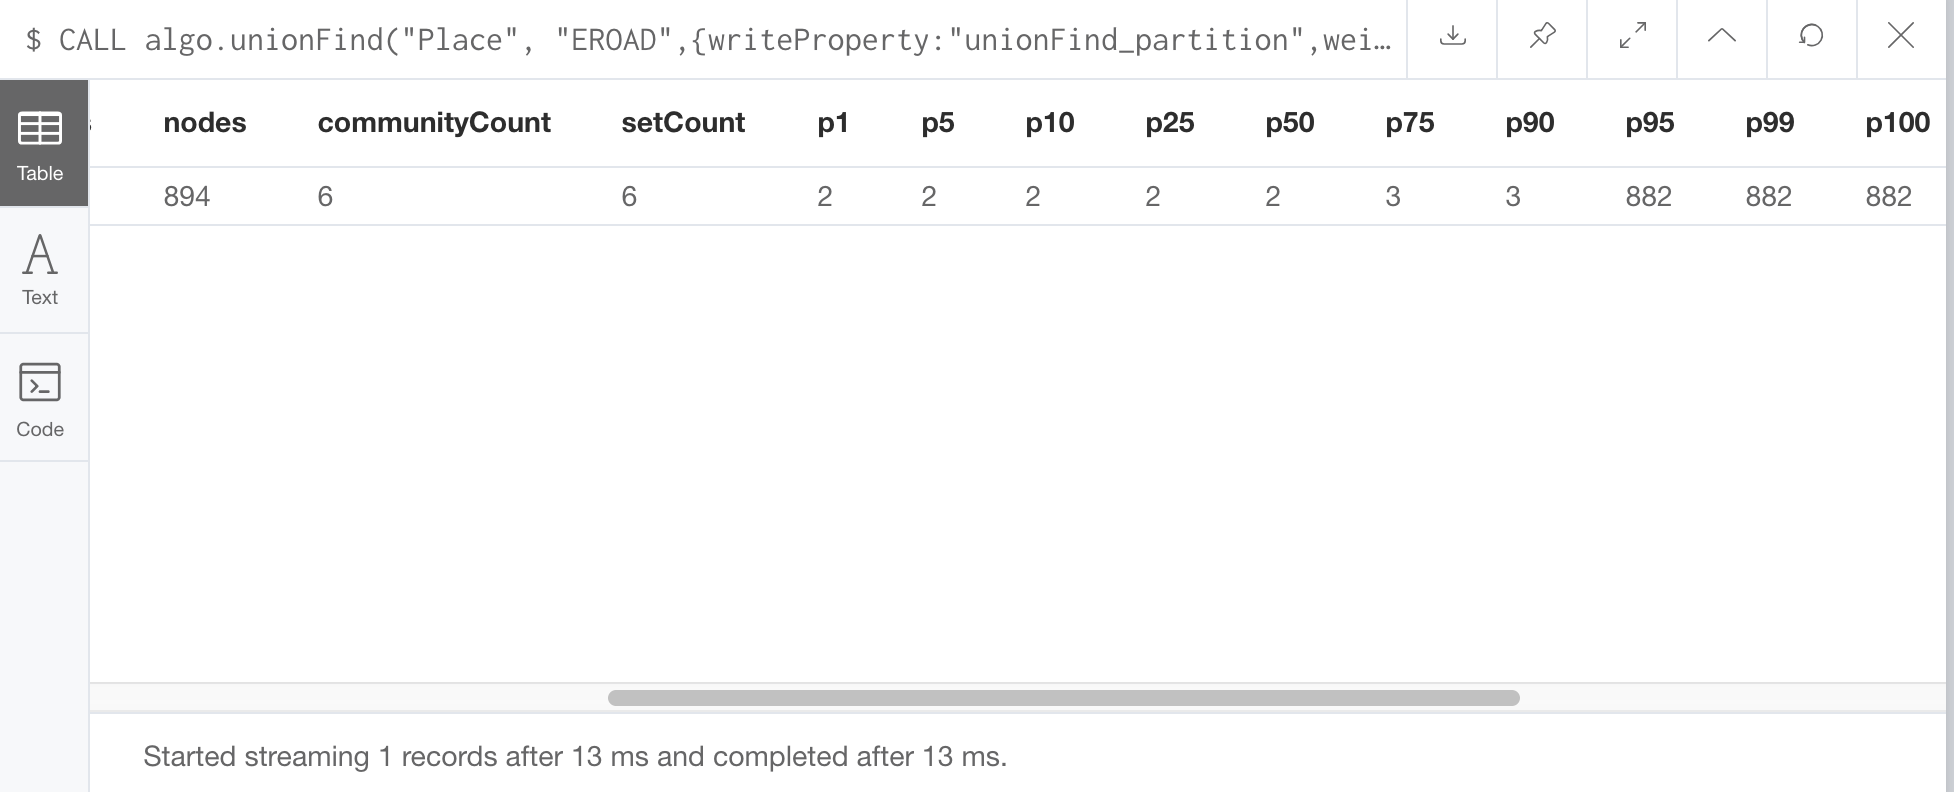 $ CALL algo.unionFind("Place", "EROAD",{writeProperty:"unionFind_partition",wei…
nodes communityCount setCount p1 p5 p10 p25 p50 p75 p90 p95 p99 p100
894 6 6 2 2 2 2 2 3 3 882 882 882
Table
Text
Code
Started streaming 1 records after 13 ms and completed after 13 ms.